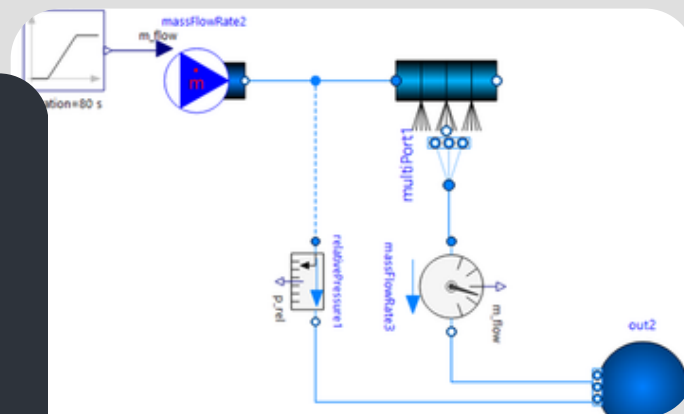 massFlowRate2
m_flow
ṁ
ation=80 s
multiPort1
relativePressure1
p_rel
massFlowRate3
m_flow
out2